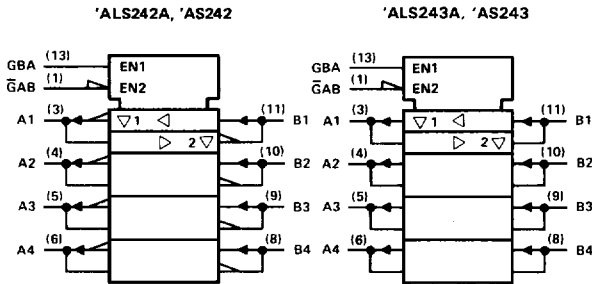 'ALS242A, 'AS242
GBA (13) EN1
G̅AB (1) EN2
A1 (3) ▽ 1 ◁ (11) B1
▷ 2 ▽
A2 (4) (10) B2
A3 (5) (9) B3
A4 (6) (8) B4
'ALS243A, 'AS243
GBA (13) EN1
G̅AB (1) EN2
A1 (3) ▽ 1 ◁ (11) B1
▷ 2 ▽
A2 (4) (10) B2
A3 (5) (9) B3
A4 (6) (8) B4